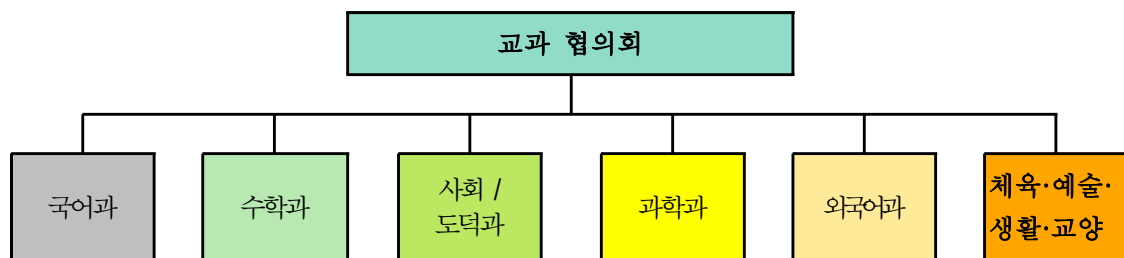 교과 협의회
국어과
수학과
사회 /
도덕과
과학과
외국어과
체육·예술·
생활·교양